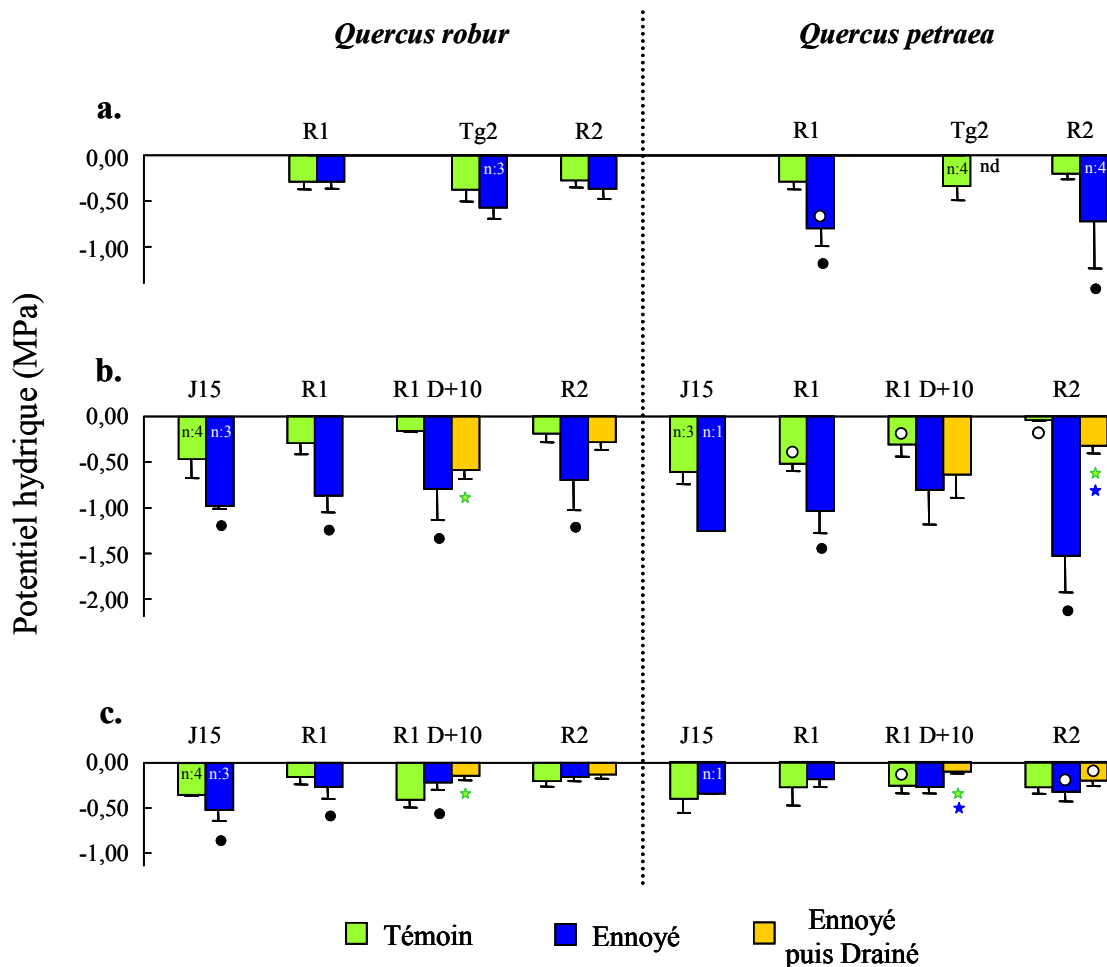 Quercus robur
Quercus petraea
a.
R1
Tg2
R2
R1
Tg2
R2
0,00
-0,50
-1,00
n:3
n:4
nd
n:4
Potentiel hydrique (MPa)
b.
J15
R1
R1 D+10
R2
J15
R1
R1 D+10
R2
0,00
-0,50
-1,00
-1,50
-2,00
n:4
n:3
n:3
n:1
c.
J15
R1
R1 D+10
R2
J15
R1
R1 D+10
R2
0,00
-0,50
-1,00
n:4
n:3
n:1
Témoin
Ennoyé
Ennoyé
puis Drainé